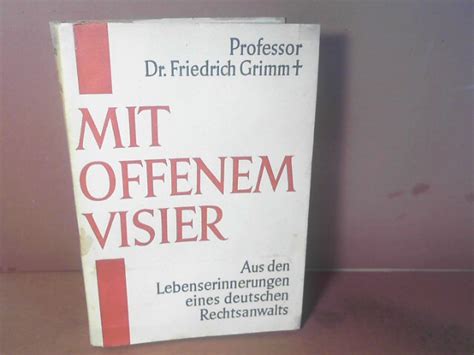 Professor
Dr. Friedrich Grimm †
MIT
OFFENEM
VISIER
Aus den
Lebenserinnerungen
eines deutschen
Rechtsanwalts